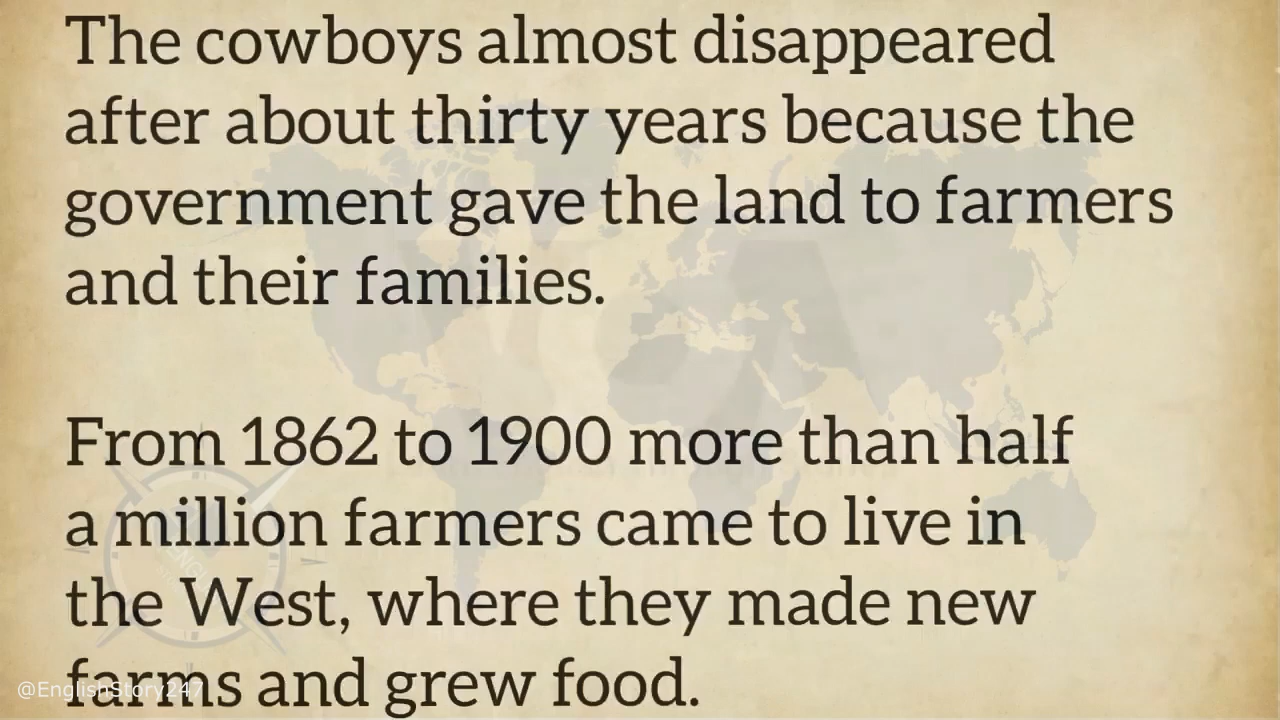 The cowboys almost disappeared
after about thirty years because the
government gave the land to farmers
and their families.
From 1862 to 1900 more than half
a million farmers came to live in
the West, where they made new
farms and grew food.
@EnglishStory247